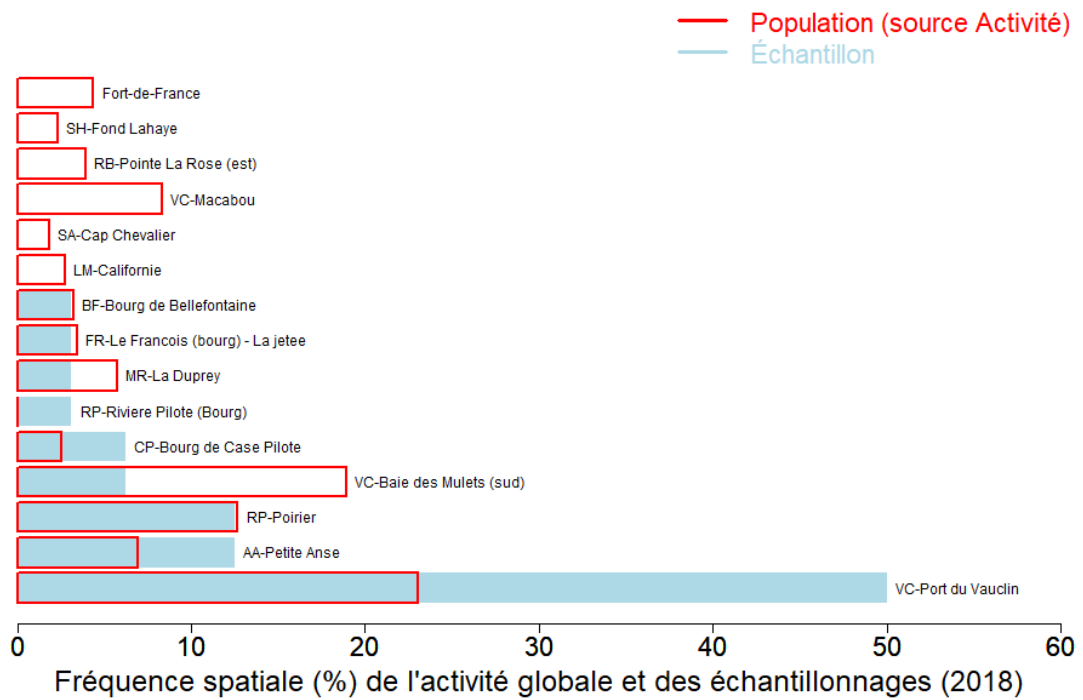 Population (source Activité)
Échantillon
Fort-de-France
SH-Fond Lahaye
RB-Pointe La Rose (est)
VC-Macabou
SA-Cap Chevalier
LM-Californie
BF-Bourg de Bellefontaine
FR-Le Francois (bourg) - La jetee
MR-La Duprey
RP-Riviere Pilote (Bourg)
CP-Bourg de Case Pilote
VC-Baie des Mulets (sud)
RP-Poirier
AA-Petite Anse
VC-Port du Vauclin
0 10 20 30 40 50 60
Fréquence spatiale (%) de l'activité globale et des échantillonnages (2018)